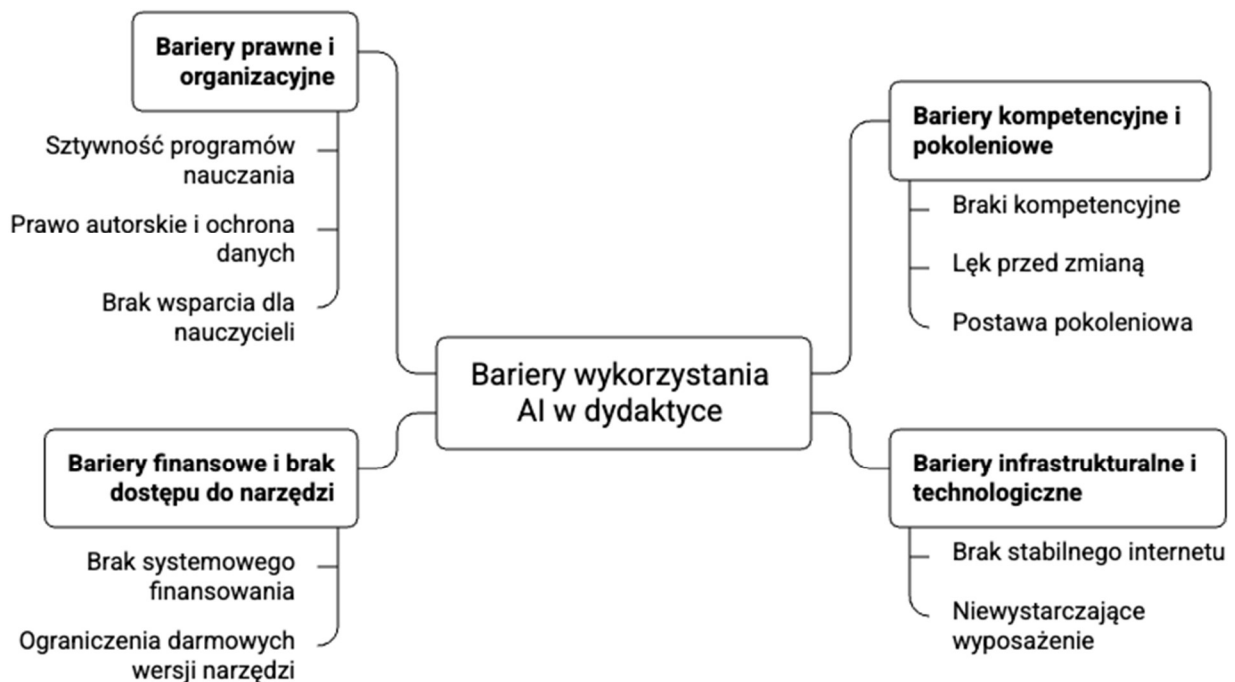 Bariery prawne i
organizacyjne
Sztywność programów
nauczania
Prawo autorskie i ochrona
danych
Brak wsparcia dla
nauczycieli
Bariery finansowe i brak
dostępu do narzędzi
Brak systemowego
finansowania
Ograniczenia darmowych
wersji narzędzi
Bariery wykorzystania
AI w dydaktyce
Bariery kompetencyjne i
pokoleniowe
Braki kompetencyjne
Lęk przed zmianą
Postawa pokoleniowa
Bariery infrastrukturalne i
technologiczne
Brak stabilnego internetu
Niewystarczające
wyposażenie